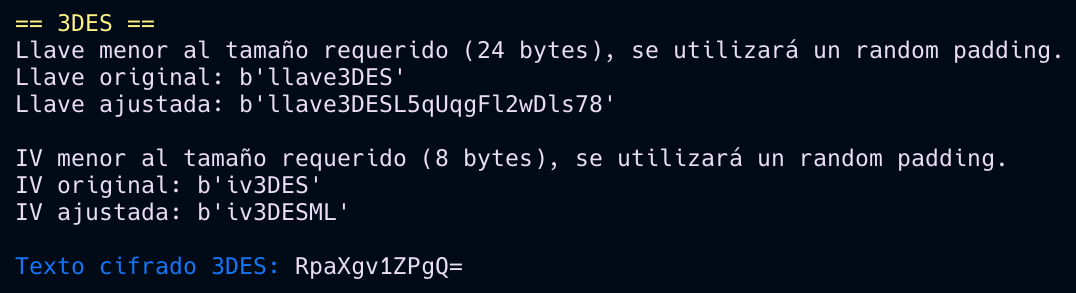 == 3DES ==
Llave menor al tamaño requerido (24 bytes), se utilizará un random padding.
Llave original: b'llave3DES'
Llave ajustada: b'llave3DESL5qUqgFl2wDls78'
IV menor al tamaño requerido (8 bytes), se utilizará un random padding.
IV original: b'iv3DES'
IV ajustada: b'iv3DESML'
Texto cifrado 3DES: RpaXgv1ZPgQ=